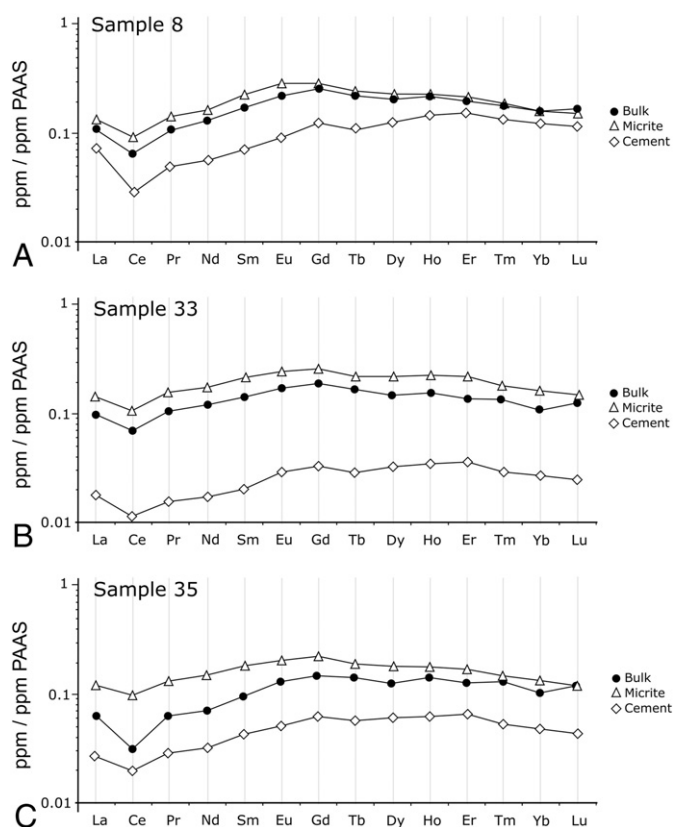 Sample 8
1
0.1
0.01
ppm / ppm PAAS
Bulk
Micrite
Cement
A
La Ce Pr Nd Sm Eu Gd Tb Dy Ho Er Tm Yb Lu
Sample 33
1
0.1
0.01
ppm / ppm PAAS
Bulk
Micrite
Cement
B
La Ce Pr Nd Sm Eu Gd Tb Dy Ho Er Tm Yb Lu
Sample 35
1
0.1
0.01
ppm / ppm PAAS
Bulk
Micrite
Cement
C
La Ce Pr Nd Sm Eu Gd Tb Dy Ho Er Tm Yb Lu